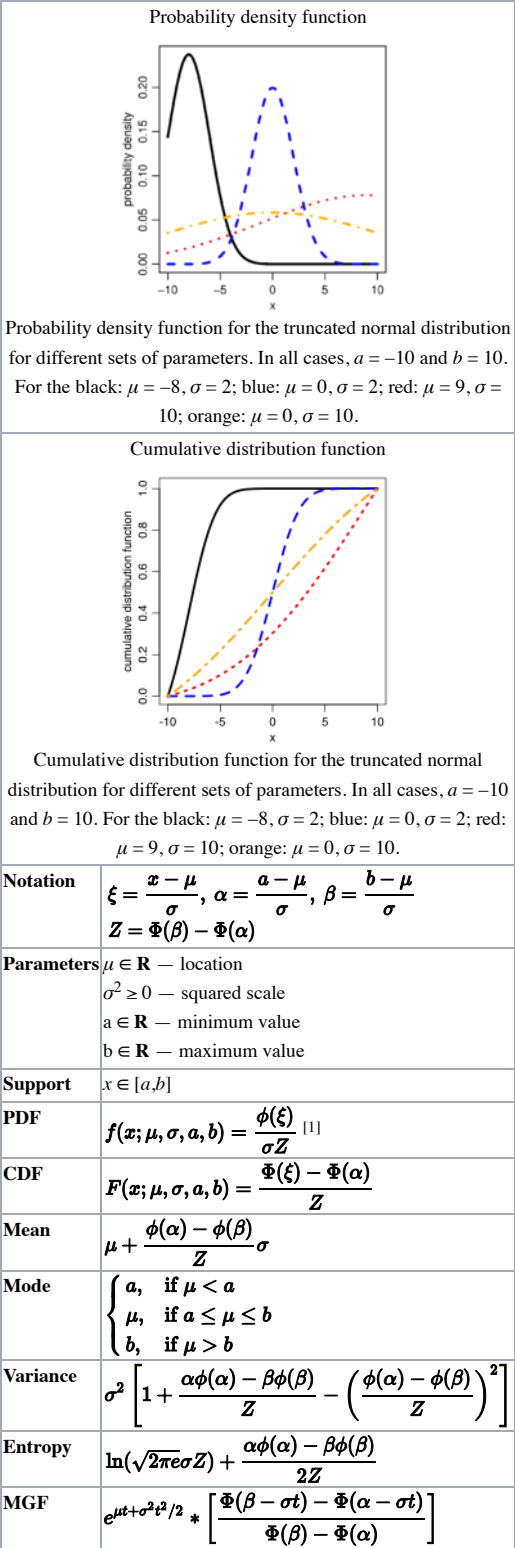 Probability density function
probability density
0.00 0.05 0.10 0.15 0.20
−10 −5 0 5 10
x
Probability density function for the truncated normal distribution
for different sets of parameters. In all cases, a = −10 and b = 10.
For the black: μ = −8, σ = 2; blue: μ = 0, σ = 2; red: μ = 9, σ =
10; orange: μ = 0, σ = 10.
Cumulative distribution function
cumulative distribution function
0.0 0.2 0.4 0.6 0.8 1.0
-10 -5 0 5 10
x
Cumulative distribution function for the truncated normal
distribution for different sets of parameters. In all cases, a = −10
and b = 10. For the black: μ = −8, σ = 2; blue: μ = 0, σ = 2; red:
μ = 9, σ = 10; orange: μ = 0, σ = 10.
Notation ξ = (x − μ)/σ, α = (a − μ)/σ, β = (b − μ)/σ
Z = Φ(β) − Φ(α)
Parameters μ ∈ R — location
σ² ≥ 0 — squared scale
a ∈ R — minimum value
b ∈ R — maximum value
Support x ∈ [a,b]
PDF f(x; μ, σ, a, b) = ϕ(ξ)/(σZ) [1]
CDF F(x; μ, σ, a, b) = (Φ(ξ) − Φ(α))/Z
Mean μ + (ϕ(α) − ϕ(β))/Z σ
Mode { a, if μ < a
μ, if a ≤ μ ≤ b
b, if μ > b
Variance σ² [1 + (αϕ(α) − βϕ(β))/Z − ((ϕ(α) − ϕ(β))/Z)²]
Entropy ln(√(2πe)σZ) + (αϕ(α) − βϕ(β))/(2Z)
MGF e^(μt+σ²t²/2) * [(Φ(β − σt) − Φ(α − σt))/(Φ(β) − Φ(α))]